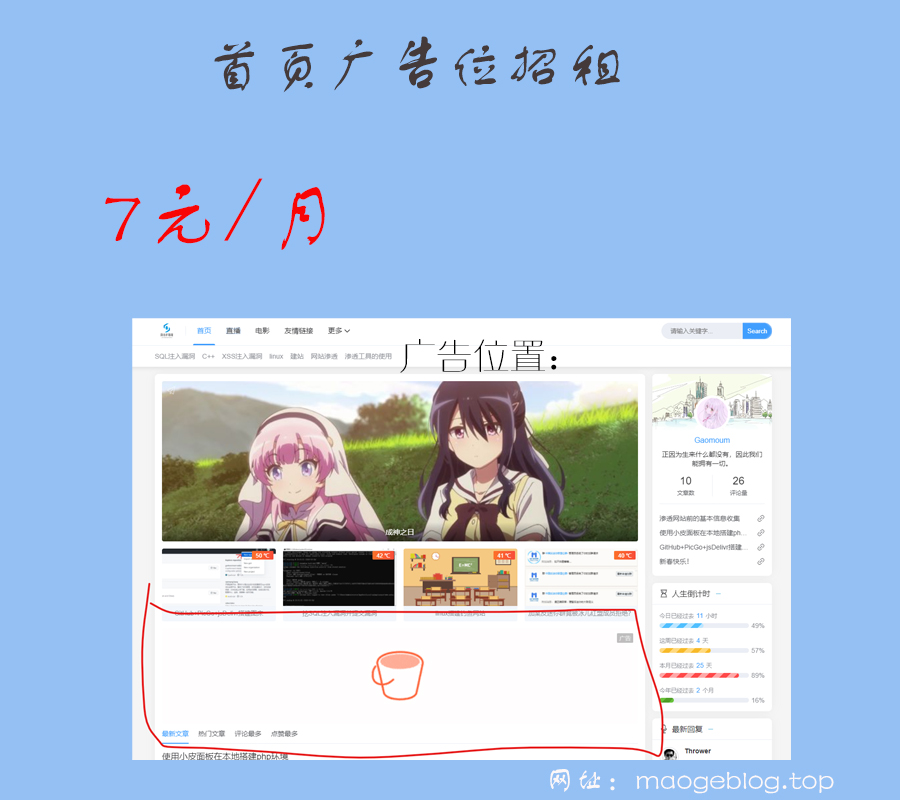 首页广告位招租
7元/月
首页 直播 电影 友情链接 更多
请输入关键字... Search
SQL注入漏洞 C++ XSS注入漏洞 linux 建站 网站渗透 渗透工具的使用
广告位置：
成神之日
Gaomoum
正因为生来什么都没有，因此我们
能拥有一切。
10 26
文章数 评论量
渗透网站前的基本信息收集
使用小皮面板在本地搭建ph...
GitHub+PicGo+jsDelivr搭建...
新春快乐！
50 ℃ 42 ℃ 41 ℃ 40 ℃
人生倒计时
今日已经过去 11 小时
49%
这周已经过去 4 天
57%
本月已经过去 25 天
89%
今年已经过去 2 个月
16%
广告
最新文章 热门文章 评论最多 点赞最多
最新回复
使用小皮面板在本地搭建php环境
Thrower
网址：maogeblog.top